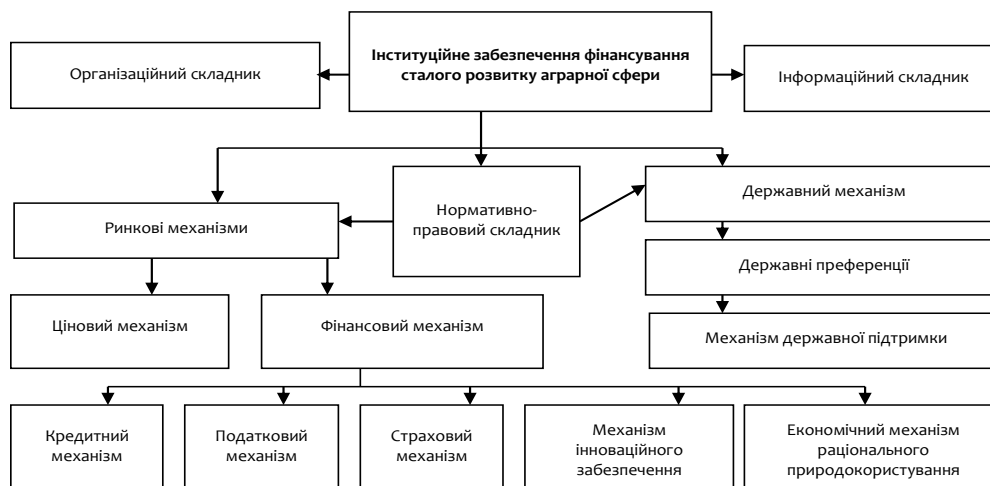 Організаційний складник
Інституційне забезпечення фінансування
сталого розвитку аграрної сфери
Інформаційний складник
Ринкові механізми
Нормативно-
правовий складник
Державний механізм
Державні преференції
Ціновий механізм
Фінансовий механізм
Механізм державної підтримки
Кредитний
механізм
Податковий
механізм
Страховий
механізм
Механізм
інноваційного
забезпечення
Економічний механізм
раціонального
природокористування